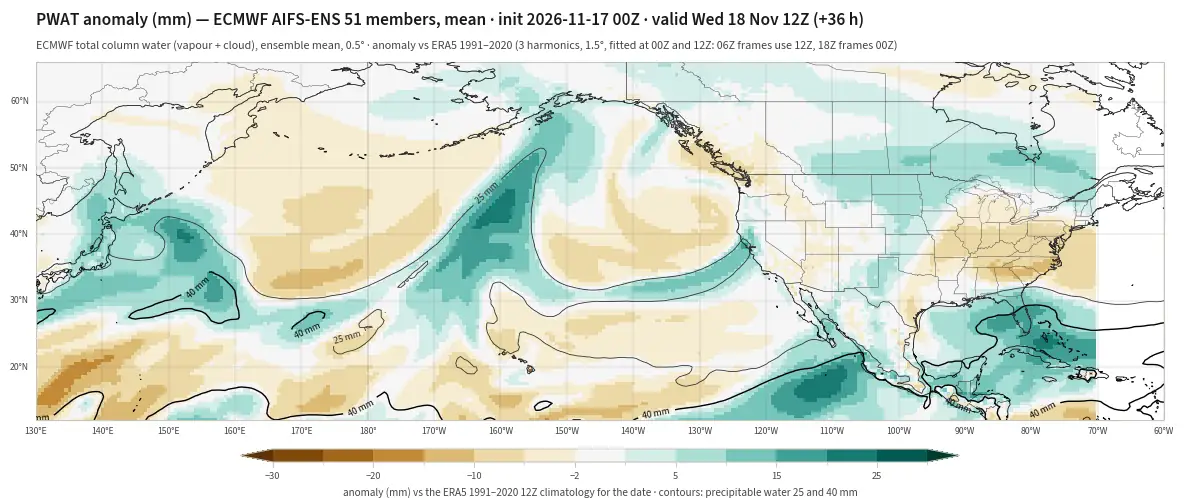 PWAT anomaly (mm) — ECMWF AIFS-ENS 51 members, mean · init 2026-11-17 00Z · valid Wed 18 Nov 12Z (+36 h)
ECMWF total column water (vapour + cloud), ensemble mean, 0.5° · anomaly vs ERA5 1991–2020 (3 harmonics, 1.5°, fitted at 00Z and 12Z: 06Z frames use 12Z, 18Z frames 00Z)
60°N
50°N
25 mm
40°N
40 mm
30°N
40 mm
25 mm
20°N
mm
40 mm
40 mm
40 mm
130°E 140°E 150°E 160°E 170°E 180° 170°W 160°W 150°W 140°W 130°W 120°W 110°W 100°W 90°W 80°W 70°W 60°W
−30 −20 −10 −2 5 15 25
anomaly (mm) vs the ERA5 1991–2020 12Z climatology for the date · contours: precipitable water 25 and 40 mm